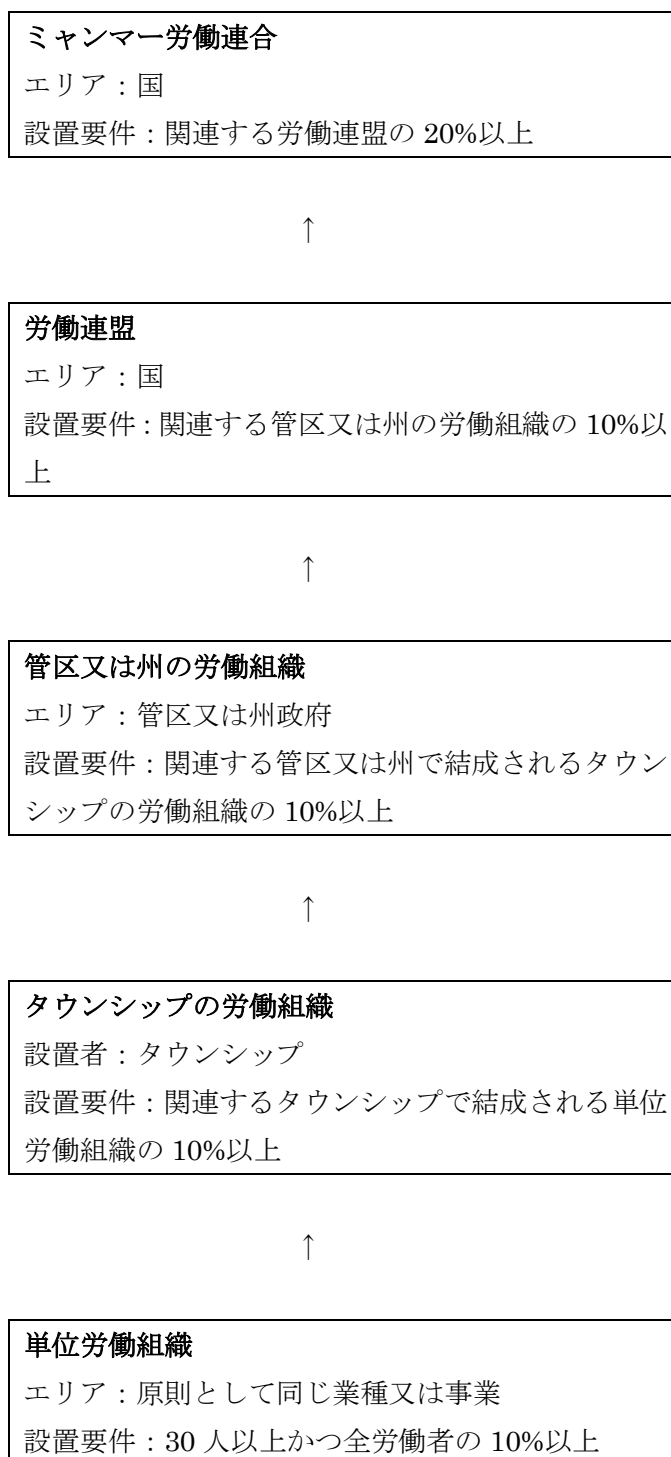 ミャンマー労働連合
エリア：国
設置要件：関連する労働連盟の 20%以上
↑
労働連盟
エリア：国
設置要件：関連する管区又は州の労働組織の 10%以
上
↑
管区又は州の労働組織
エリア：管区又は州政府
設置要件：関連する管区又は州で結成されるタウン
シップの労働組織の 10%以上
↑
タウンシップの労働組織
設置者：タウンシップ
設置要件：関連するタウンシップで結成される単位
労働組織の 10%以上
↑
単位労働組織
エリア：原則として同じ業種又は事業
設置要件：30 人以上かつ全労働者の 10%以上